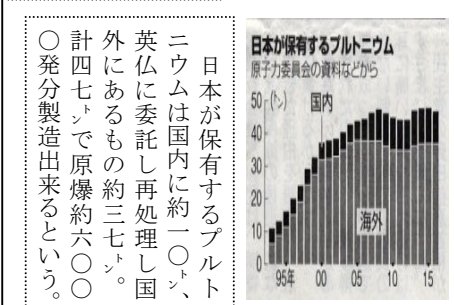 日本が保有するプルト
ニウムは国内に約一〇㌧、
英仏に委託し再処理し国
外にあるもの約三七㌧。
計四七㌧で原爆約六〇〇
〇発分製造出来るという。
日本が保有するプルトニウム
原子力委員会の資料などから
50-(㌧)
国内
40
30
20
10
0
海外
95年 00 05 10 15